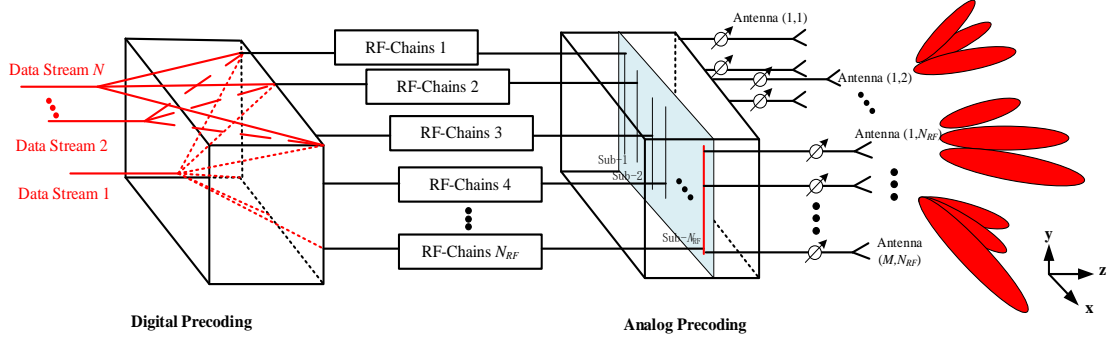 Data Stream N
Data Stream 2
Data Stream 1
Digital Precoding
RF-Chains 1
RF-Chains 2
RF-Chains 3
RF-Chains 4
RF-Chains N_RF
Sub-1
Sub-2
Sub-N_RF
Analog Precoding
Antenna (1,1)
Antenna (1,2)
Antenna (1,N_RF)
Antenna
(M,N_RF)
y
z
x